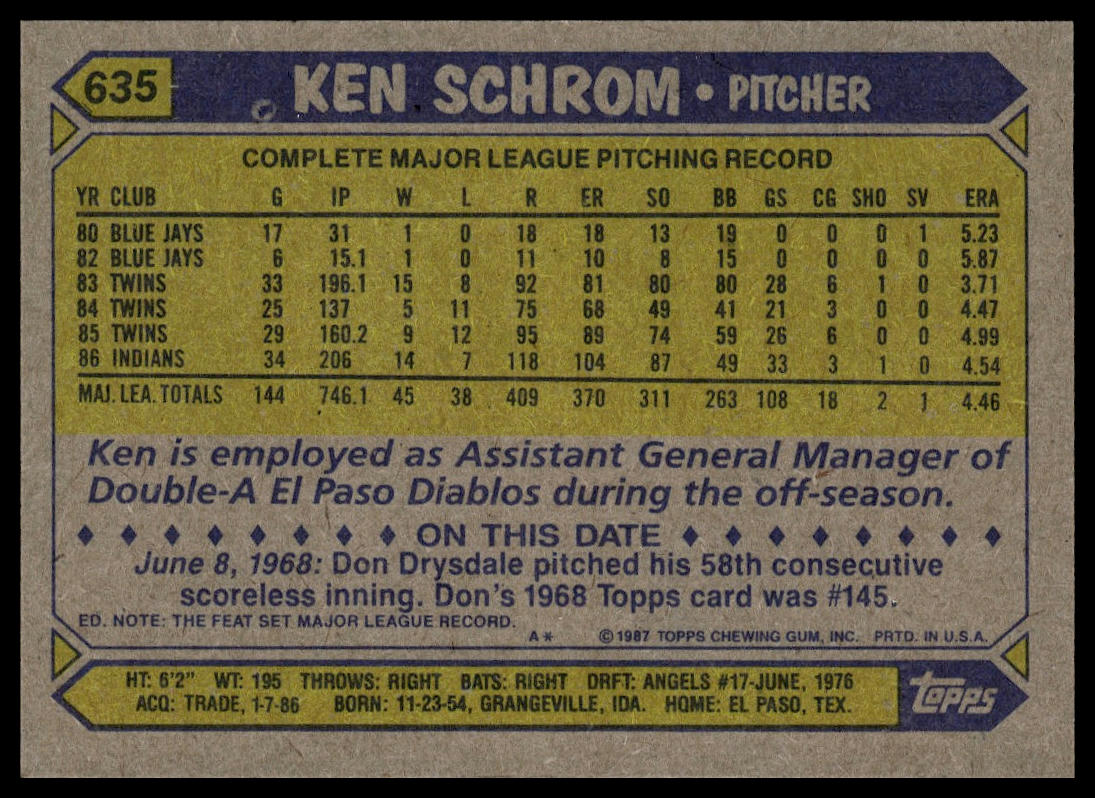 635 KEN SCHROM • PITCHER
COMPLETE MAJOR LEAGUE PITCHING RECORD
YR CLUB G IP W L R ER SO BB GS CG SHO SV ERA
80 BLUE JAYS 17 31 1 0 18 18 13 19 0 0 0 1 5.23
82 BLUE JAYS 6 15.1 1 0 11 10 8 15 0 0 0 0 5.87
83 TWINS 33 196.1 15 8 92 81 80 80 28 6 1 0 3.71
84 TWINS 25 137 5 11 75 68 49 41 21 3 0 0 4.47
85 TWINS 29 160.2 9 12 95 89 74 59 26 6 0 0 4.99
86 INDIANS 34 206 14 7 118 104 87 49 33 3 1 0 4.54
MAJ. LEA. TOTALS 144 746.1 45 38 409 370 311 263 108 18 2 1 4.46
Ken is employed as Assistant General Manager of
Double-A El Paso Diablos during the off-season.
ON THIS DATE
June 8, 1968: Don Drysdale pitched his 58th consecutive
scoreless inning. Don's 1968 Topps card was #145.
ED. NOTE: THE FEAT SET MAJOR LEAGUE RECORD.
A* © 1987 TOPPS CHEWING GUM, INC. PRTD. IN U.S.A.
HT: 6'2" WT: 195 THROWS: RIGHT BATS: RIGHT DRFT: ANGELS #17-JUNE, 1976
ACQ: TRADE, 1-7-86 BORN: 11-23-54, GRANGEVILLE, IDA. HOME: EL PASO, TEX.
topps